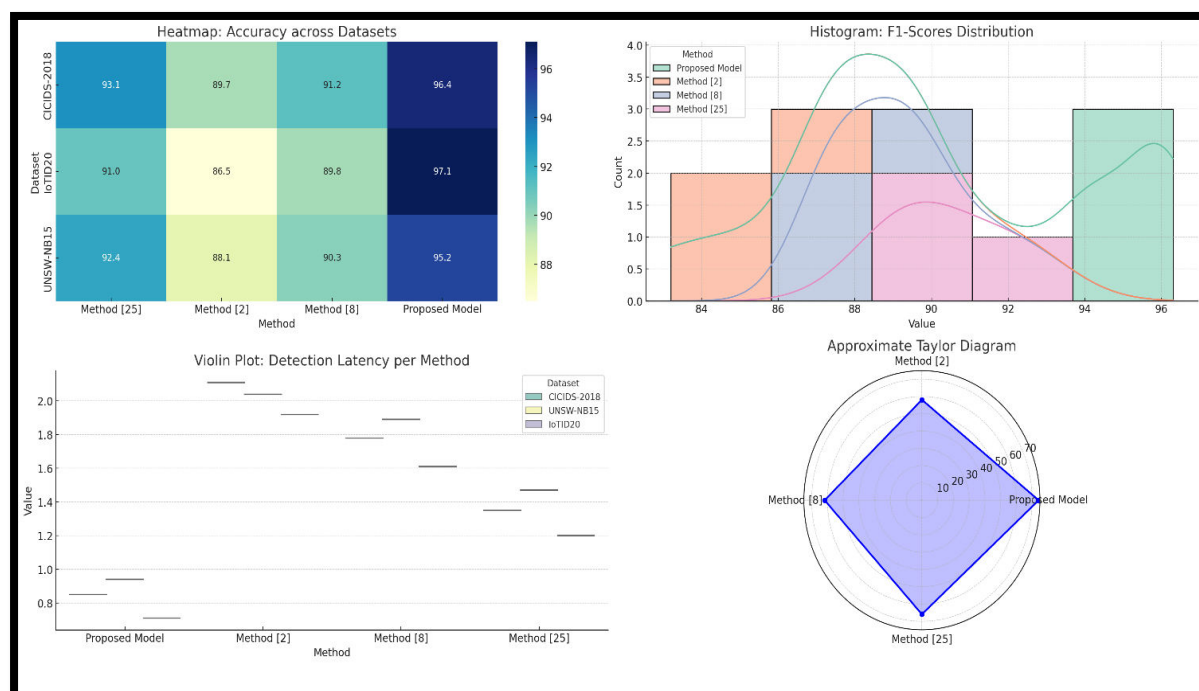 Heatmap: Accuracy across Datasets
CICIDS-2018
IoTID20
UNSW-NB15
Dataset
93.1 89.7 91.2 96.4
91.0 86.5 89.8 97.1
92.4 88.1 90.3 95.2
Method [25] Method [2] Method [8] Proposed Model
Method
96
94
92
90
88
Histogram: F1-Scores Distribution
Method
Proposed Model
Method [2]
Method [8]
Method [25]
Count
4.0
3.5
3.0
2.5
2.0
1.5
1.0
0.5
0.0
84 86 88 90 92 94 96
Value
Violin Plot: Detection Latency per Method
Dataset
CICIDS-2018
UNSW-NB15
IoTID20
Value
2.0
1.8
1.6
1.4
1.2
1.0
0.8
Proposed Model Method [2] Method [8] Method [25]
Method
Approximate Taylor Diagram
Method [2]
10 20 30 40 50 60 70
Method [8]
Proposed Model
Method [25]